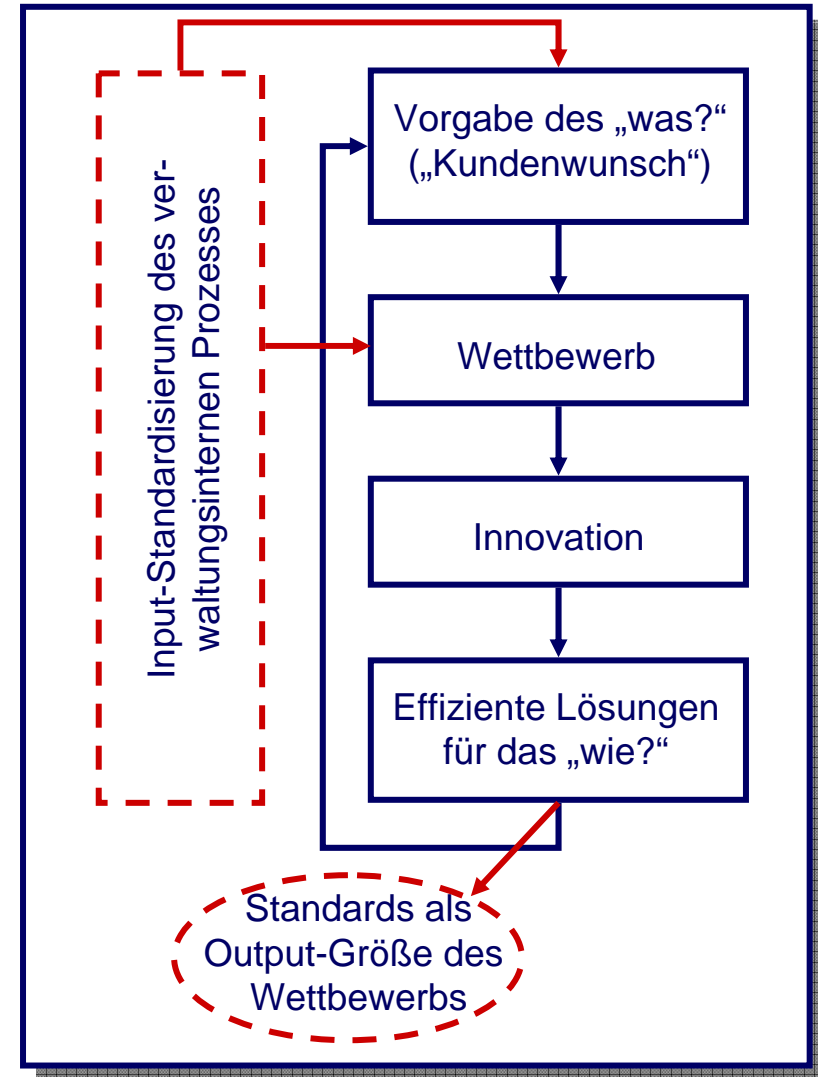 Input-Standardisierung des ver-
waltungsinternen Prozesses
Vorgabe des „was?“
(„Kundenwunsch“)
Wettbewerb
Innovation
Effiziente Lösungen
für das „wie?“
Standards als
Output-Größe des
Wettbewerbs